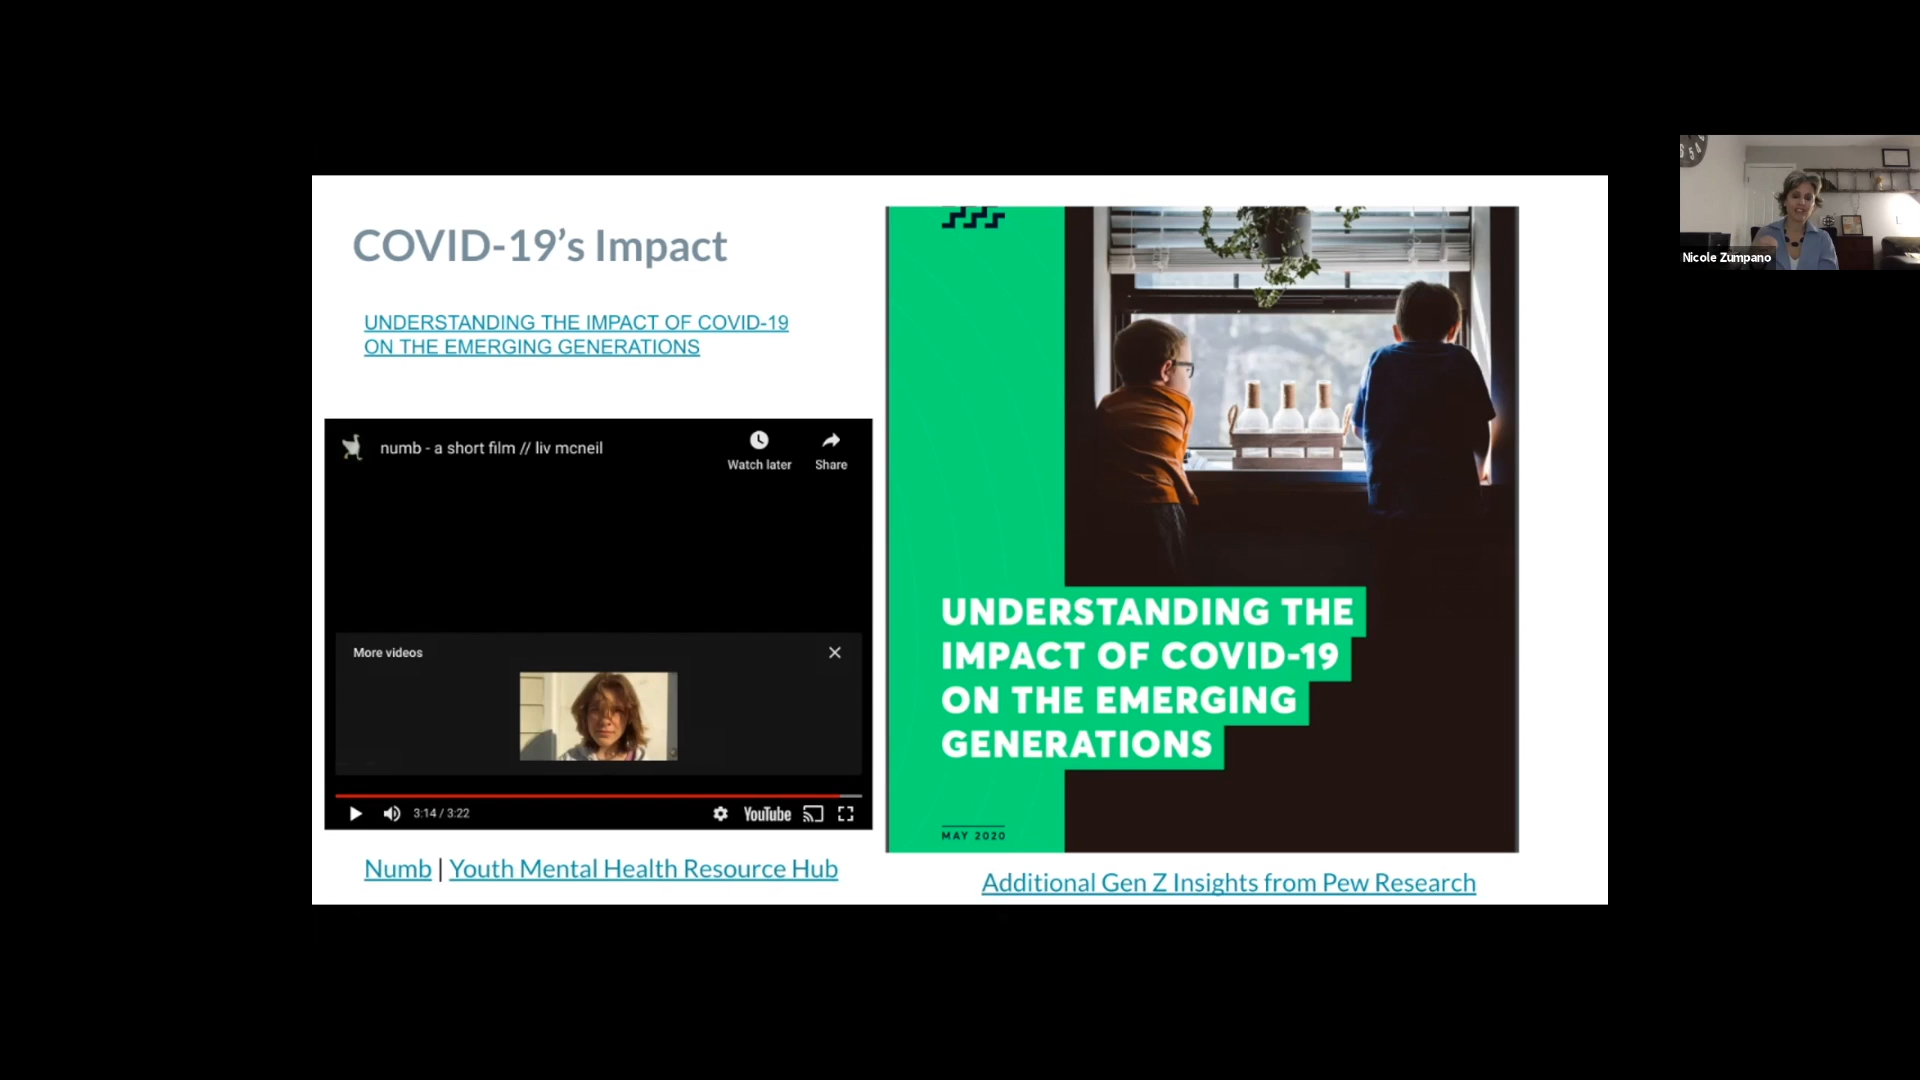 COVID-19’s Impact
UNDERSTANDING THE IMPACT OF COVID-19
ON THE EMERGING GENERATIONS
numb - a short film // liv mcneil
Watch later
Share
More videos
3:14 / 3:22
YouTube
Numb | Youth Mental Health Resource Hub
UNDERSTANDING THE
IMPACT OF COVID-19
ON THE EMERGING
GENERATIONS
MAY 2020
Additional Gen Z Insights from Pew Research
Nicole Zumpano